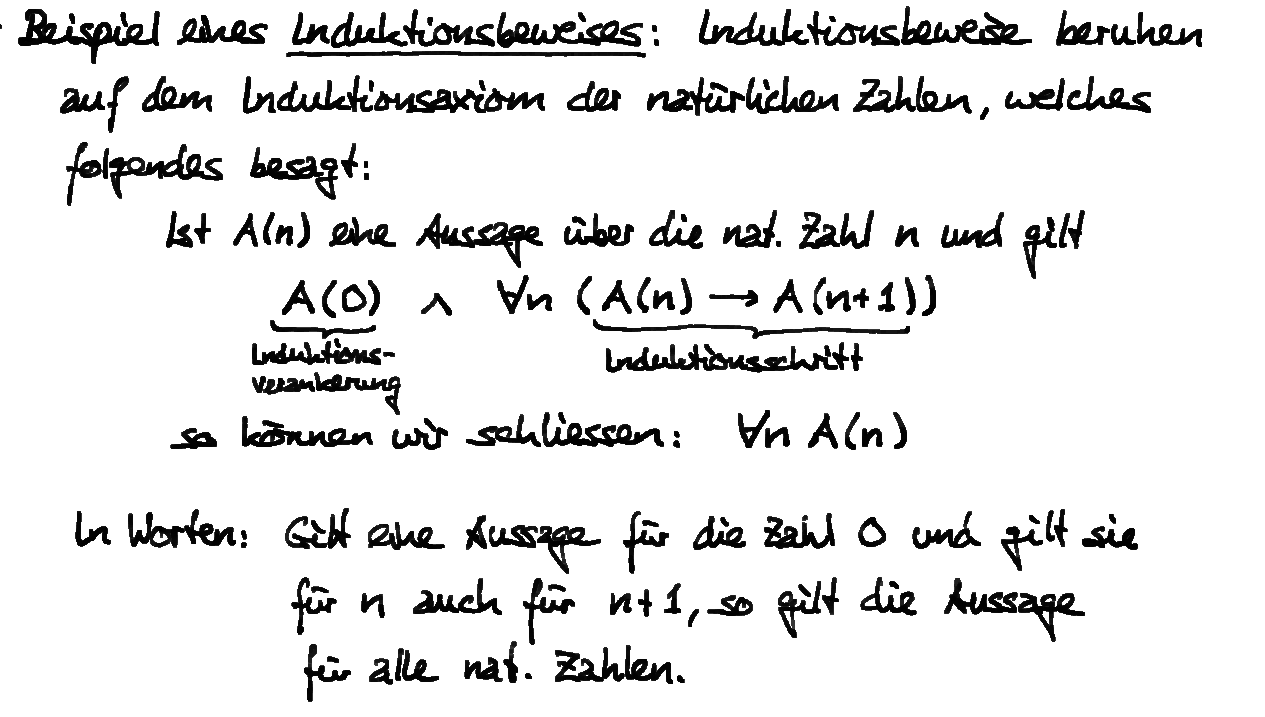 Beispiel eines Induktionsbeweises: Induktionsbeweise beruhen
auf dem Induktionsaxiom der natürlichen Zahlen, welches
folgendes besagt:
Ist A(n) eine Aussage über die nat. Zahl n und gilt
A(0) ∧ ∀n (A(n) → A(n+1))
Induktions- Induktionsschritt
verankerung
so können wir schliessen: ∀n A(n)
In Worten: Gilt eine Aussage für die Zahl 0 und gilt sie
für n auch für n+1, so gilt die Aussage
für alle nat. Zahlen.